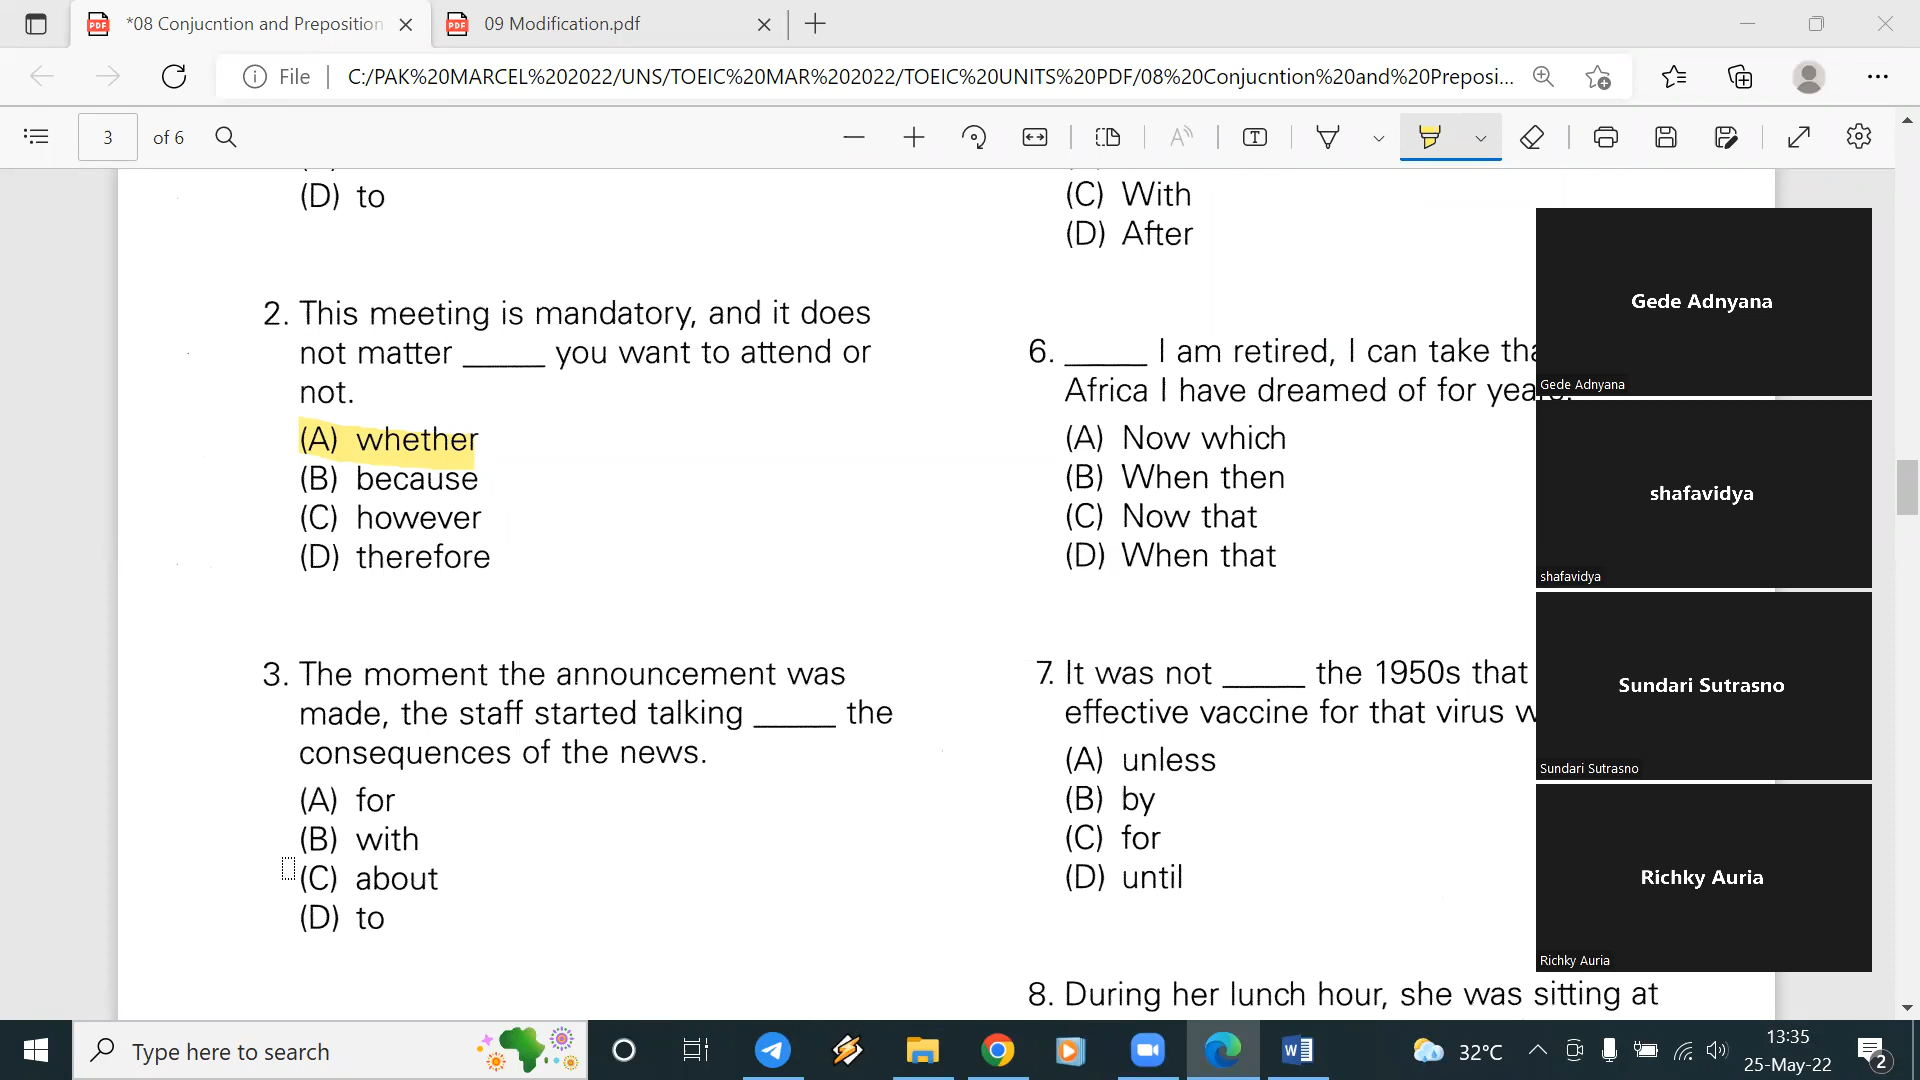 *08 Conjucntion and Preposition
09 Modification.pdf
File
C:/PAK%20MARCEL%202022/UNS/TOEIC%20MAR%202022/TOEIC%20UNITS%20PDF/08%20Conjucntion%20and%20Preposi...
3 of 6
(D) to
2. This meeting is mandatory, and it does
not matter _____ you want to attend or
not.
(A) whether
(B) because
(C) however
(D) therefore
3. The moment the announcement was
made, the staff started talking _____ the
consequences of the news.
(A) for
(B) with
(C) about
(D) to
(C) With
(D) After
6. _____ I am retired, I can take
Africa I have dreamed of for
(A) Now which
(B) When then
(C) Now that
(D) When that
7. It was not _____ the 1950s that
effective vaccine for that virus
(A) unless
(B) by
(C) for
(D) until
8. During her lunch hour, she was sitting at
Gede Adnyana
Gede Adnyana
shafavidya
shafavidya
Sundari Sutrasno
Sundari Sutrasno
Richky Auria
Richky Auria
Type here to search
32°C
13:35
25-May-22
2